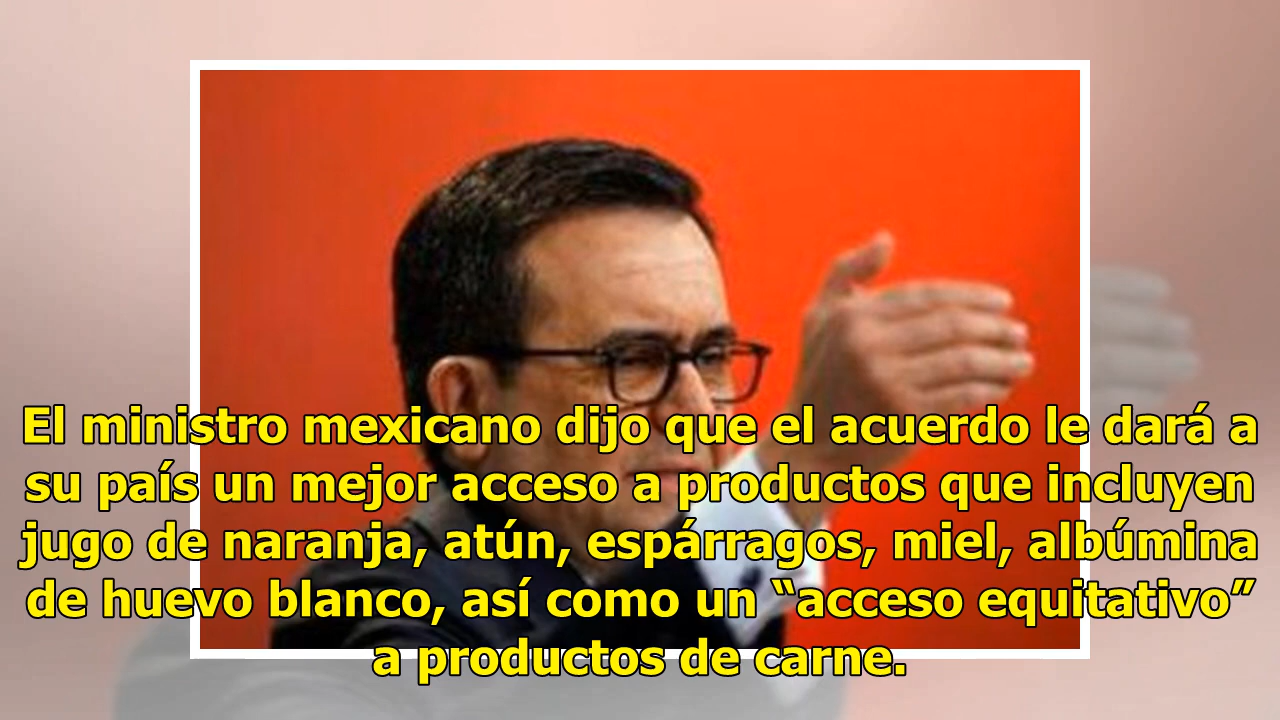 El ministro mexicano dijo que el acuerdo le dará a
su país un mejor acceso a productos que incluyen
jugo de naranja, atún, espárragos, miel, albúmina
de huevo blanco, así como un “acceso equitativo”
a productos de carne.